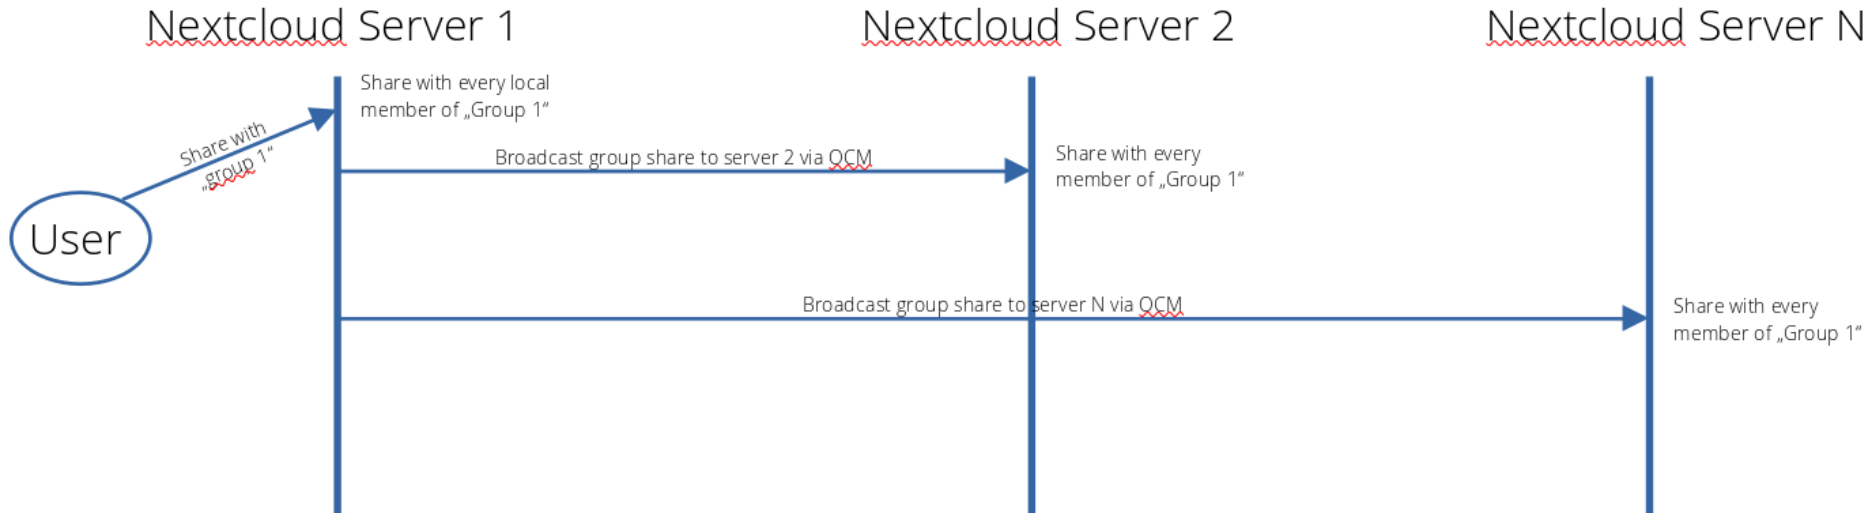 Nextcloud Server 1
Nextcloud Server 2
Nextcloud Server N
Share with every local
member of „Group 1“
Share with
„group 1“
Broadcast group share to server 2 via OCM
Share with every
member of „Group 1“
User
Broadcast group share to server N via OCM
Share with every
member of „Group 1“